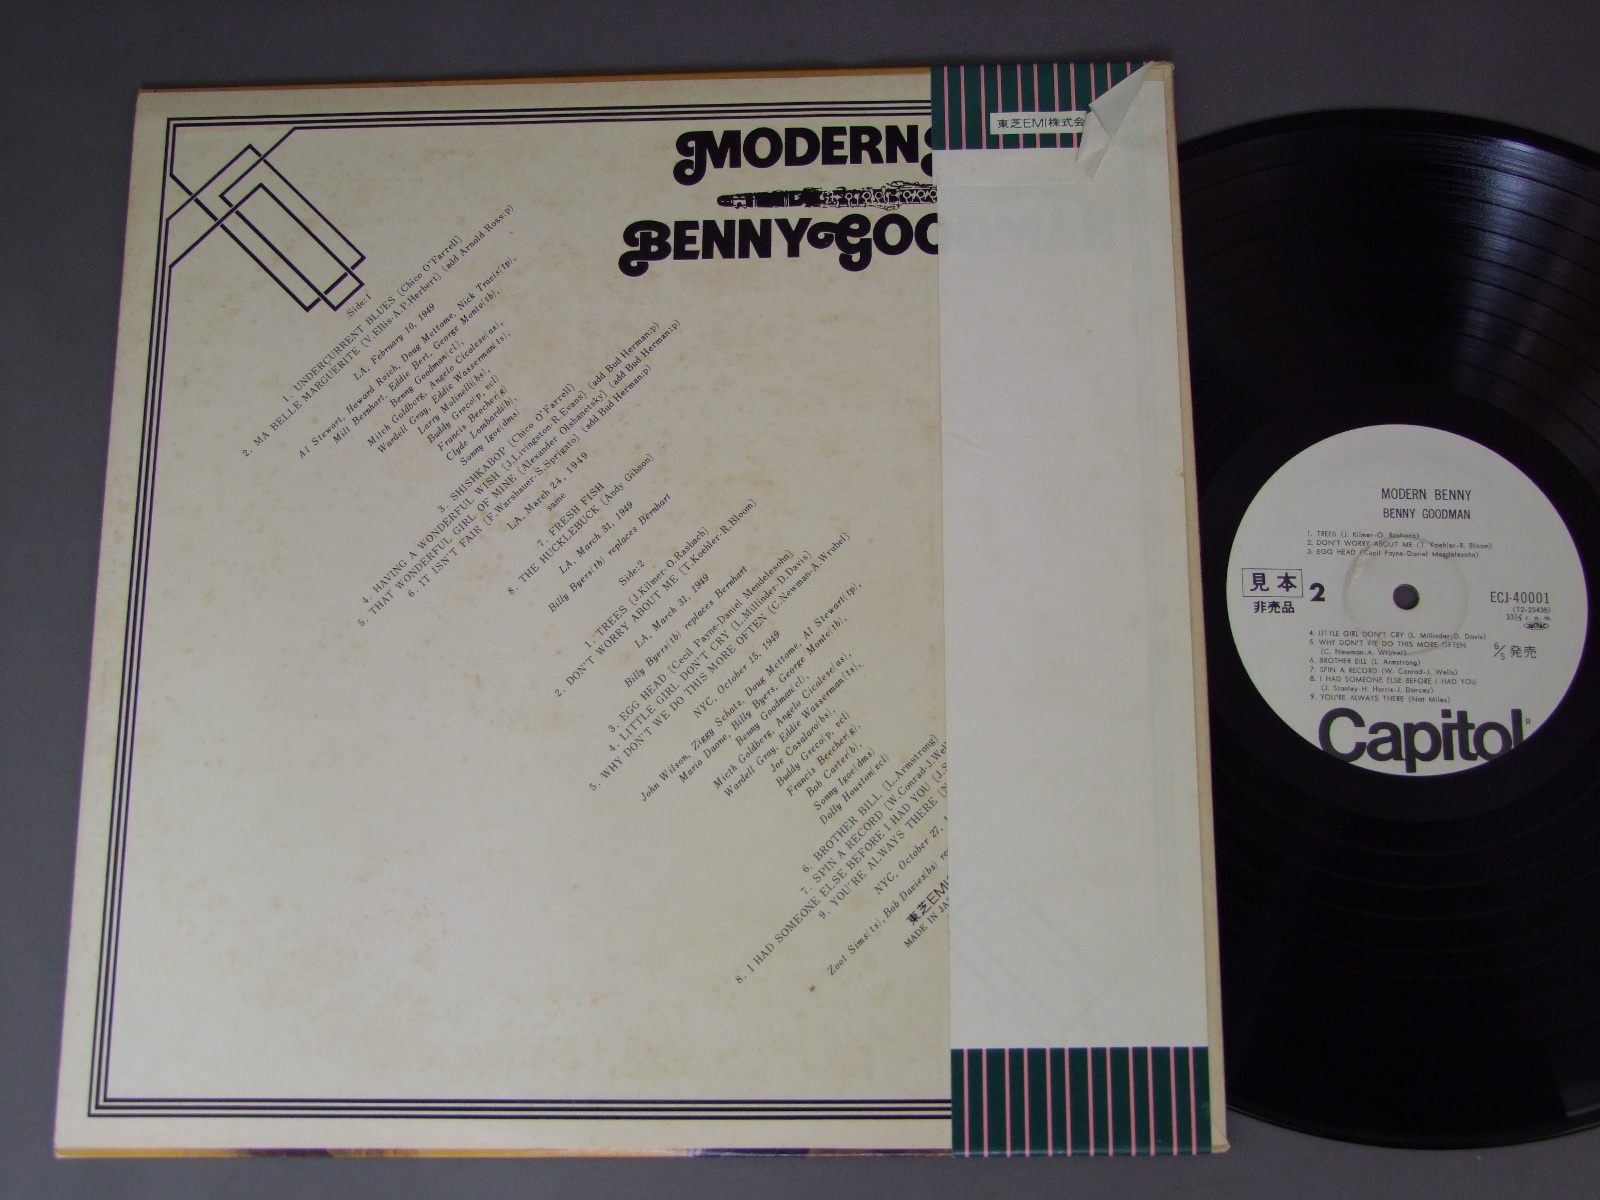 東芝EMI株式会
MODERN
BENNY GOO
Side:1
1. UNDERCURRENT BLUES (Chico O'Farrell)
2. MA BELLE MARGUERITE (V.Ellis-A.P.Herbert) (add Arnold Ross:p)
LA, February 10, 1949
Al Stewart, Howard Reich, Doug Mettome, Nick Travis(tp),
Milt Bernhart, Eddie Bert, George Monte(tb),
Benny Goodman(cl),
Mitch Goldberg, Angelo Cicalese(as),
Wardell Gray, Eddie Wasserman(ts),
Larry Molinelli(bs),
Buddy Greco(p, vcl)
Francis Beecher(g)
Clyde Lombardi(b),
Sonny Igoe(dms)
3. SHISHKABOP (Chico O'Farrell)
4. HAVING A WONDERFUL WISH (J.Livingston-R.Evans) (add Bud Herman:p)
5. THAT WONDERFUL GIRL OF MINE (Alexander Olshanetsky) (add Bud Herman:p)
6. IT ISN'T FAIR (F.Warshauer-S.Sprigato) (add Bud Herman:p)
LA, March 24, 1949
same
7. FRESH FISH
8. THE HUCKLEBUCK (Andy Gibson)
LA, March 31, 1949
Billy Byers(tb) replaces Bernhart
Side:2
1. TREES (J.Kilmer-O.Rasbach)
2. DON'T WORRY ABOUT ME (T.Koehler-R.Bloom)
LA, March 31, 1949
Billy Byers(tb) replaces Bernhart
3. EGG HEAD (Cecil Payne-Daniel Mendelesohn)
4. LITTLE GIRL DON'T CRY (L.Millinder-D.Davis)
5. WHY DON'T WE DO THIS MORE OFTEN (C.Newman-A.Wrubel)
NYC, October 15, 1949
John Wilson, Ziggy Schatz, Doug Mettome, Al Stewart(tp),
Mario Daone, Billy Byers, George Monte(tb),
Benny Goodman(cl),
Micth Goldberg, Angelo Cicalese(as),
Wardell Gray, Eddie Wasserman(ts),
Joe Casalaro(bs),
Buddy Greco(p, vcl)
Francis Beecher(g),
Bob Carter(b),
Sonny Igoe(dms)
Dolly Houston(vcl)
6. BROTHER BILL (L.Armstrong)
7. SPIN A RECORD (W.Conrad-J.Wel
8. I HAD SOMEONE ELSE BEFORE I HAD YOU (J.S
9. YOU'RE ALWAYS THERE (N
NYC, October 27, 1
Zoot Sims(ts), Bob Davies(bs) re
東芝EMI
MADE IN JA
MODERN BENNY
BENNY GOODMAN
1. TREES (J. Kilmer-O. Rasbach)
2. DON'T WORRY ABOUT ME (T. Koehler-R. Bloom)
3. EGG HEAD (Cecil Payne-Daniel Mendelesohn)
見本
非売品
2
ECJ-40001
(T2-23438)
33⅓ r.p.m.
6/5 発売
4. LITTLE GIRL DON'T CRY (L. Millinder-D. Davis)
5. WHY DON'T WE DO THIS MORE OFTEN
(C. Newman-A. Wrubel)
6. BROTHER BILL (L. Armstrong)
7. SPIN A RECORD (W. Conrad-J. Wells)
8. I HAD SOMEONE ELSE BEFORE I HAD YOU
(J. Stanley-H. Harris-J. Darcey)
9. YOU'RE ALWAYS THERE (Nat Miles)
Capitol®